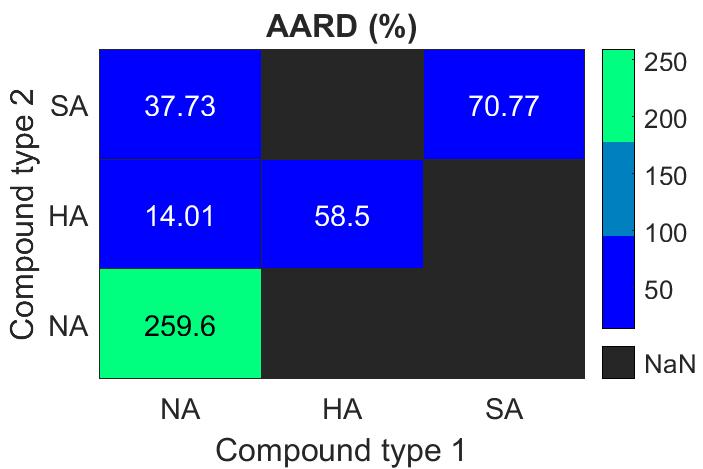 AARD (%)
Compound type 2
SA
37.73
70.77
HA
14.01
58.5
NA
259.6
NA
HA
SA
Compound type 1
250
200
150
100
50
NaN